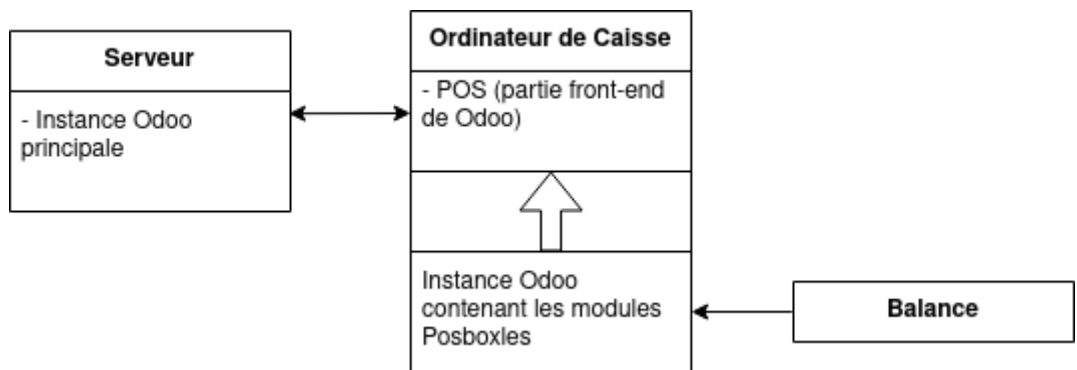 Serveur
- Instance Odoo
principale
Ordinateur de Caisse
- POS (partie front-end
de Odoo)
Instance Odoo
contenant les modules
Posboxles
Balance